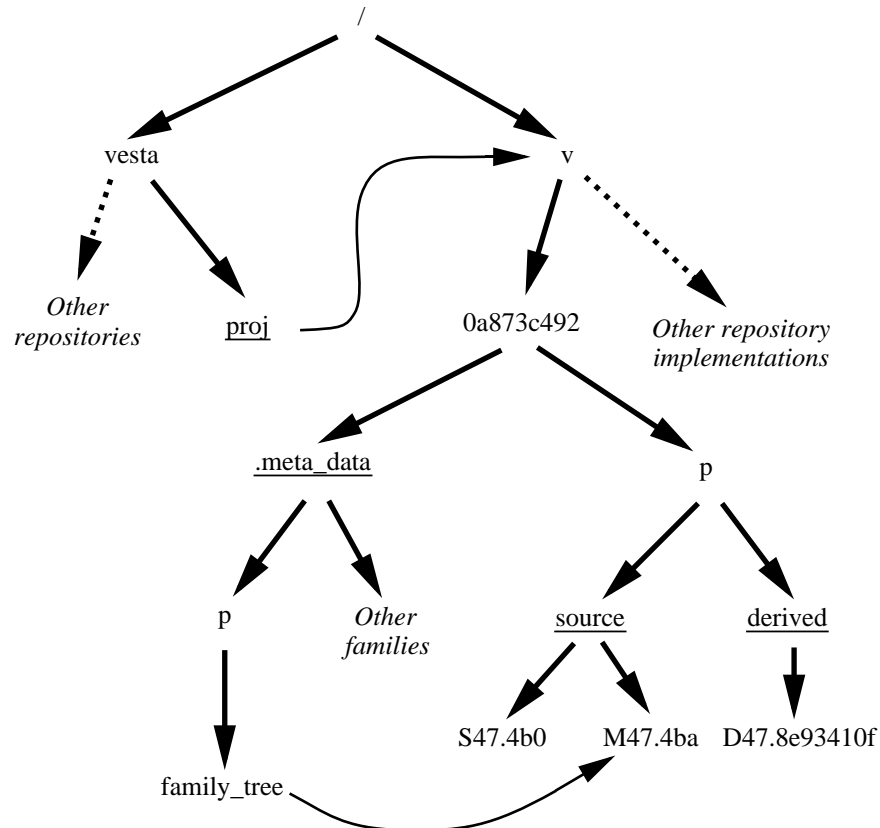 /
vesta
v
Other
repositories
proj
0a873c492
Other repository
implementations
.meta_data
p
p
Other
families
source
derived
S47.4b0
M47.4ba
D47.8e93410f
family_tree